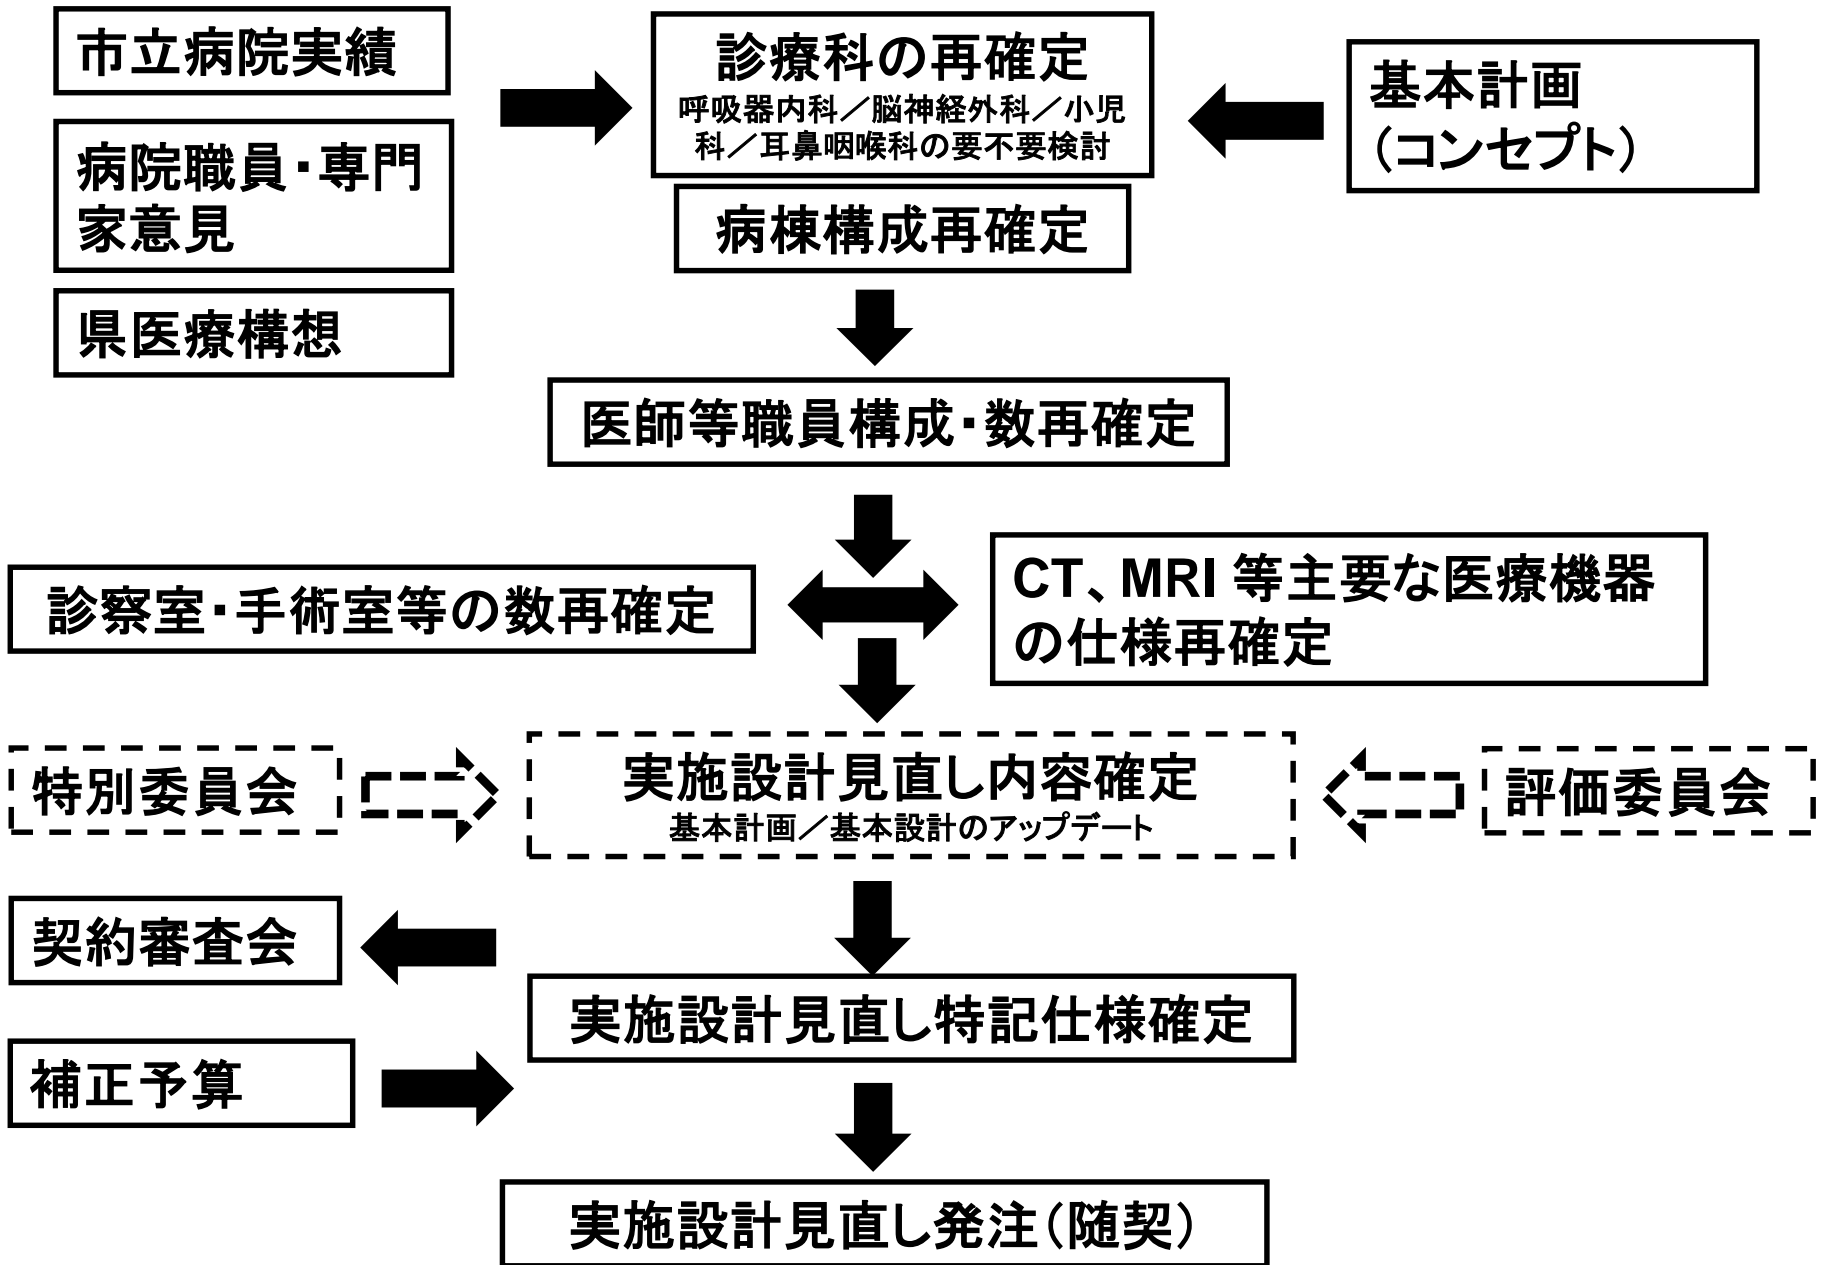 市立病院実績
病院職員・専門
家意見
県医療構想
診療科の再確定
呼吸器内科／脳神経外科／小児
科／耳鼻咽喉科の要不要検討
病棟構成再確定
基本計画
（コンセプト）
医師等職員構成・数再確定
診察室・手術室等の数再確定
CT、MRI 等主要な医療機器
の仕様再確定
特別委員会
実施設計見直し内容確定
基本計画／基本設計のアップデート
評価委員会
契約審査会
実施設計見直し特記仕様確定
補正予算
実施設計見直し発注（随契）